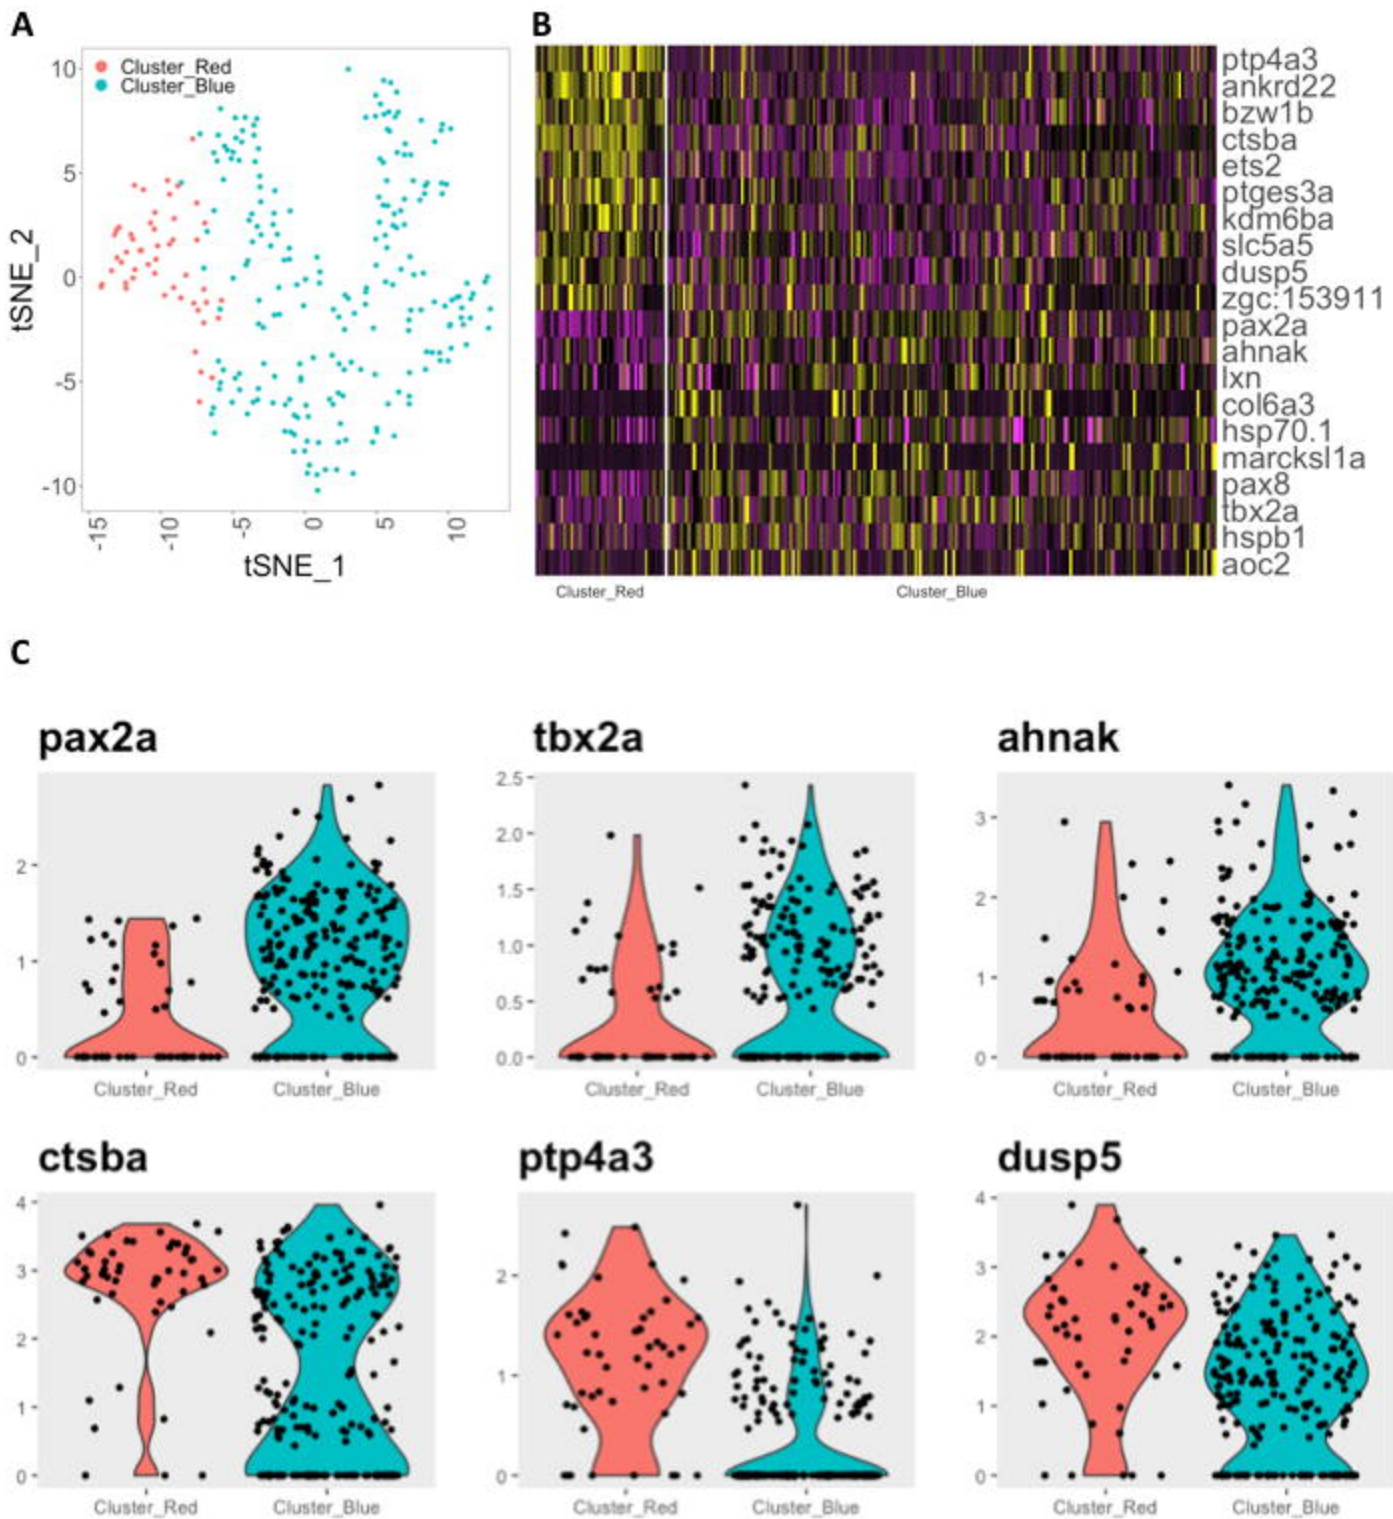 A
B
Cluster_Red
Cluster_Blue
10
5
0
-5
-10
tSNE_2
-15
-10
-5
0
5
10
tSNE_1
ptp4a3
ankrd22
bzw1b
ctsba
ets2
ptges3a
kdm6ba
slc5a5
dusp5
zgc:153911
pax2a
ahnak
lxn
col6a3
hsp70.1
marcksl1a
pax8
tbx2a
hspb1
aoc2
Cluster_Red
Cluster_Blue
C
pax2a
2
1
0
Cluster_Red
Cluster_Blue
tbx2a
2.5
2.0
1.5
1.0
0.5
0.0
Cluster_Red
Cluster_Blue
ahnak
3
2
1
0
Cluster_Red
Cluster_Blue
ctsba
4
3
2
1
0
Cluster_Red
Cluster_Blue
ptp4a3
2
1
0
Cluster_Red
Cluster_Blue
dusp5
4
3
2
1
0
Cluster_Red
Cluster_Blue